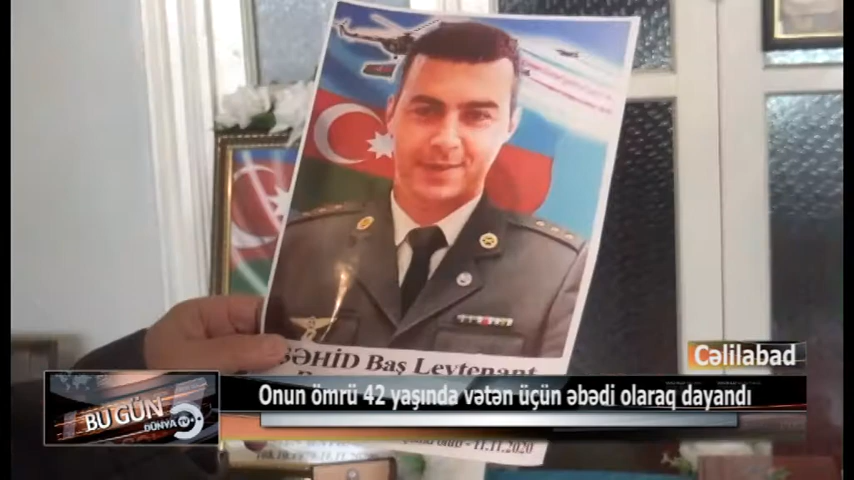 ŞƏHİD Baş Leytenant
Cəlilabad
Onun ömrü 42 yaşında vətən üçün əbədi olaraq dayandı
BU GÜN
DÜNYA TV
11.11.2020